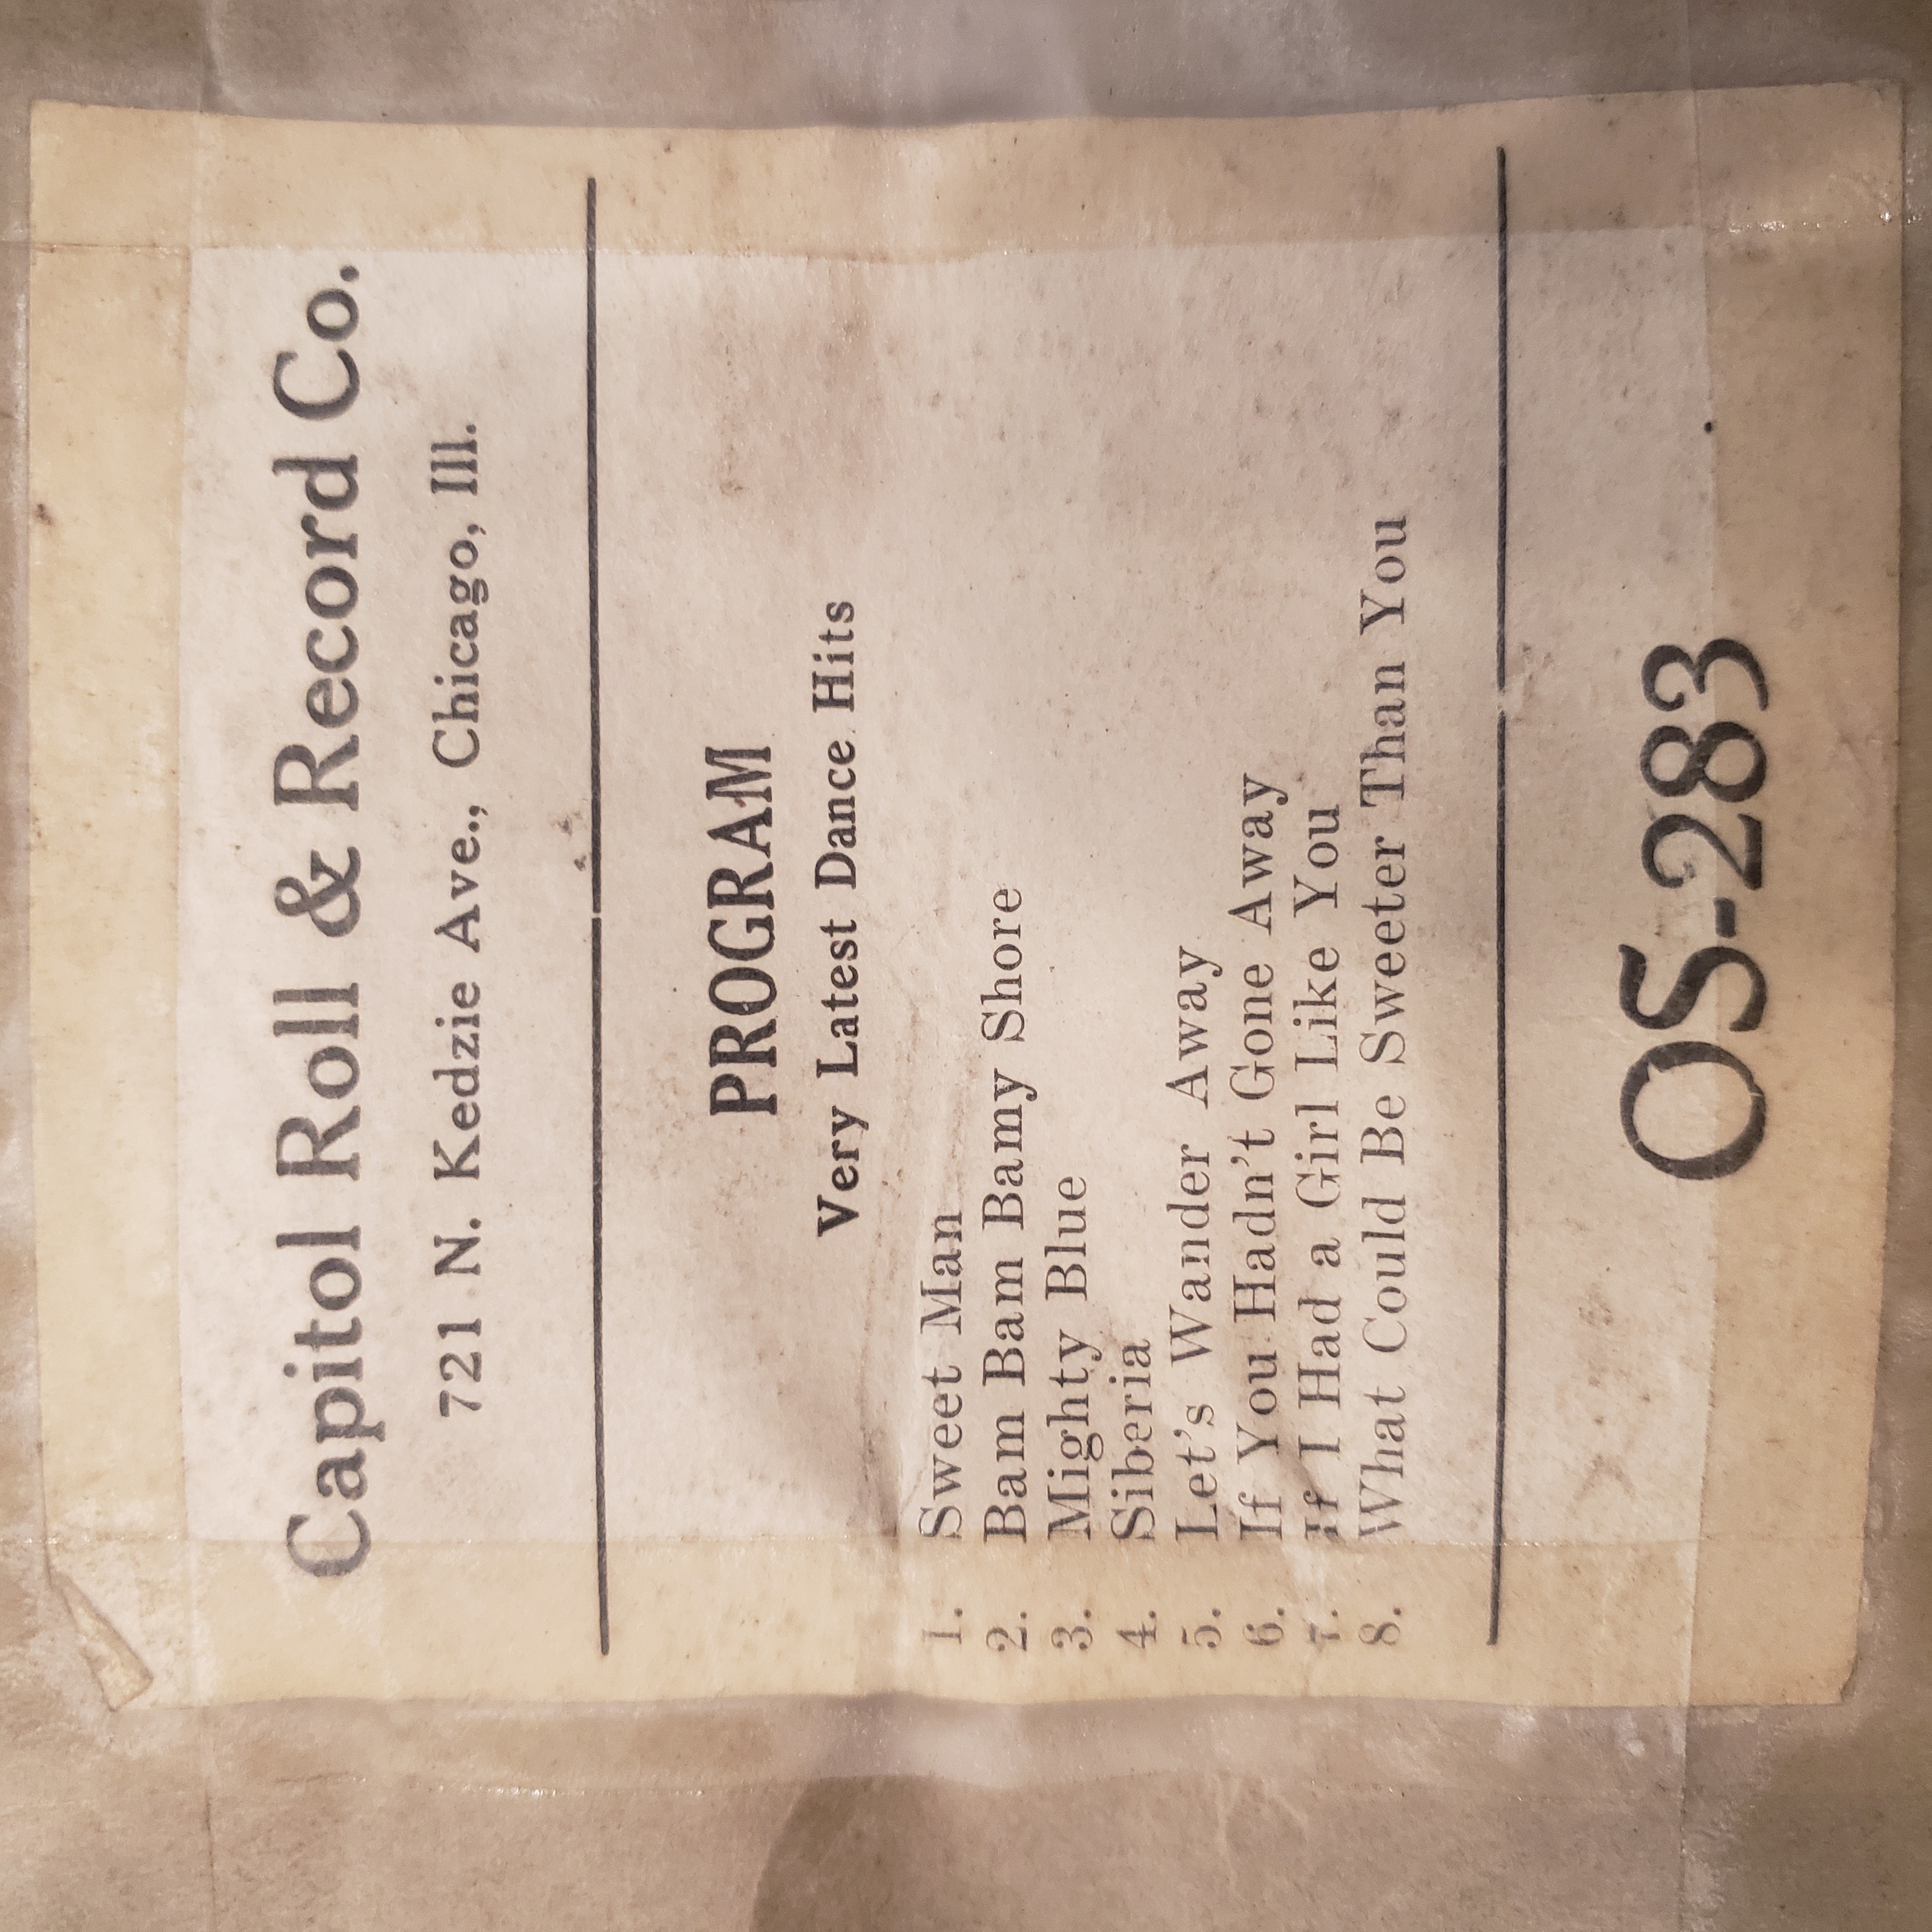 Capitol Roll & Record Co.
721 N. Kedzie Ave., Chicago, Ill.
PROGRAM
Very Latest Dance Hits
1. Sweet Man
2. Bam Bam Bamy Shore
3. Mighty Blue
4. Siberia
5. Let's Wander Away
6. If You Hadn't Gone Away
7. If I Had a Girl Like You
8. What Could Be Sweeter Than You
OS-283